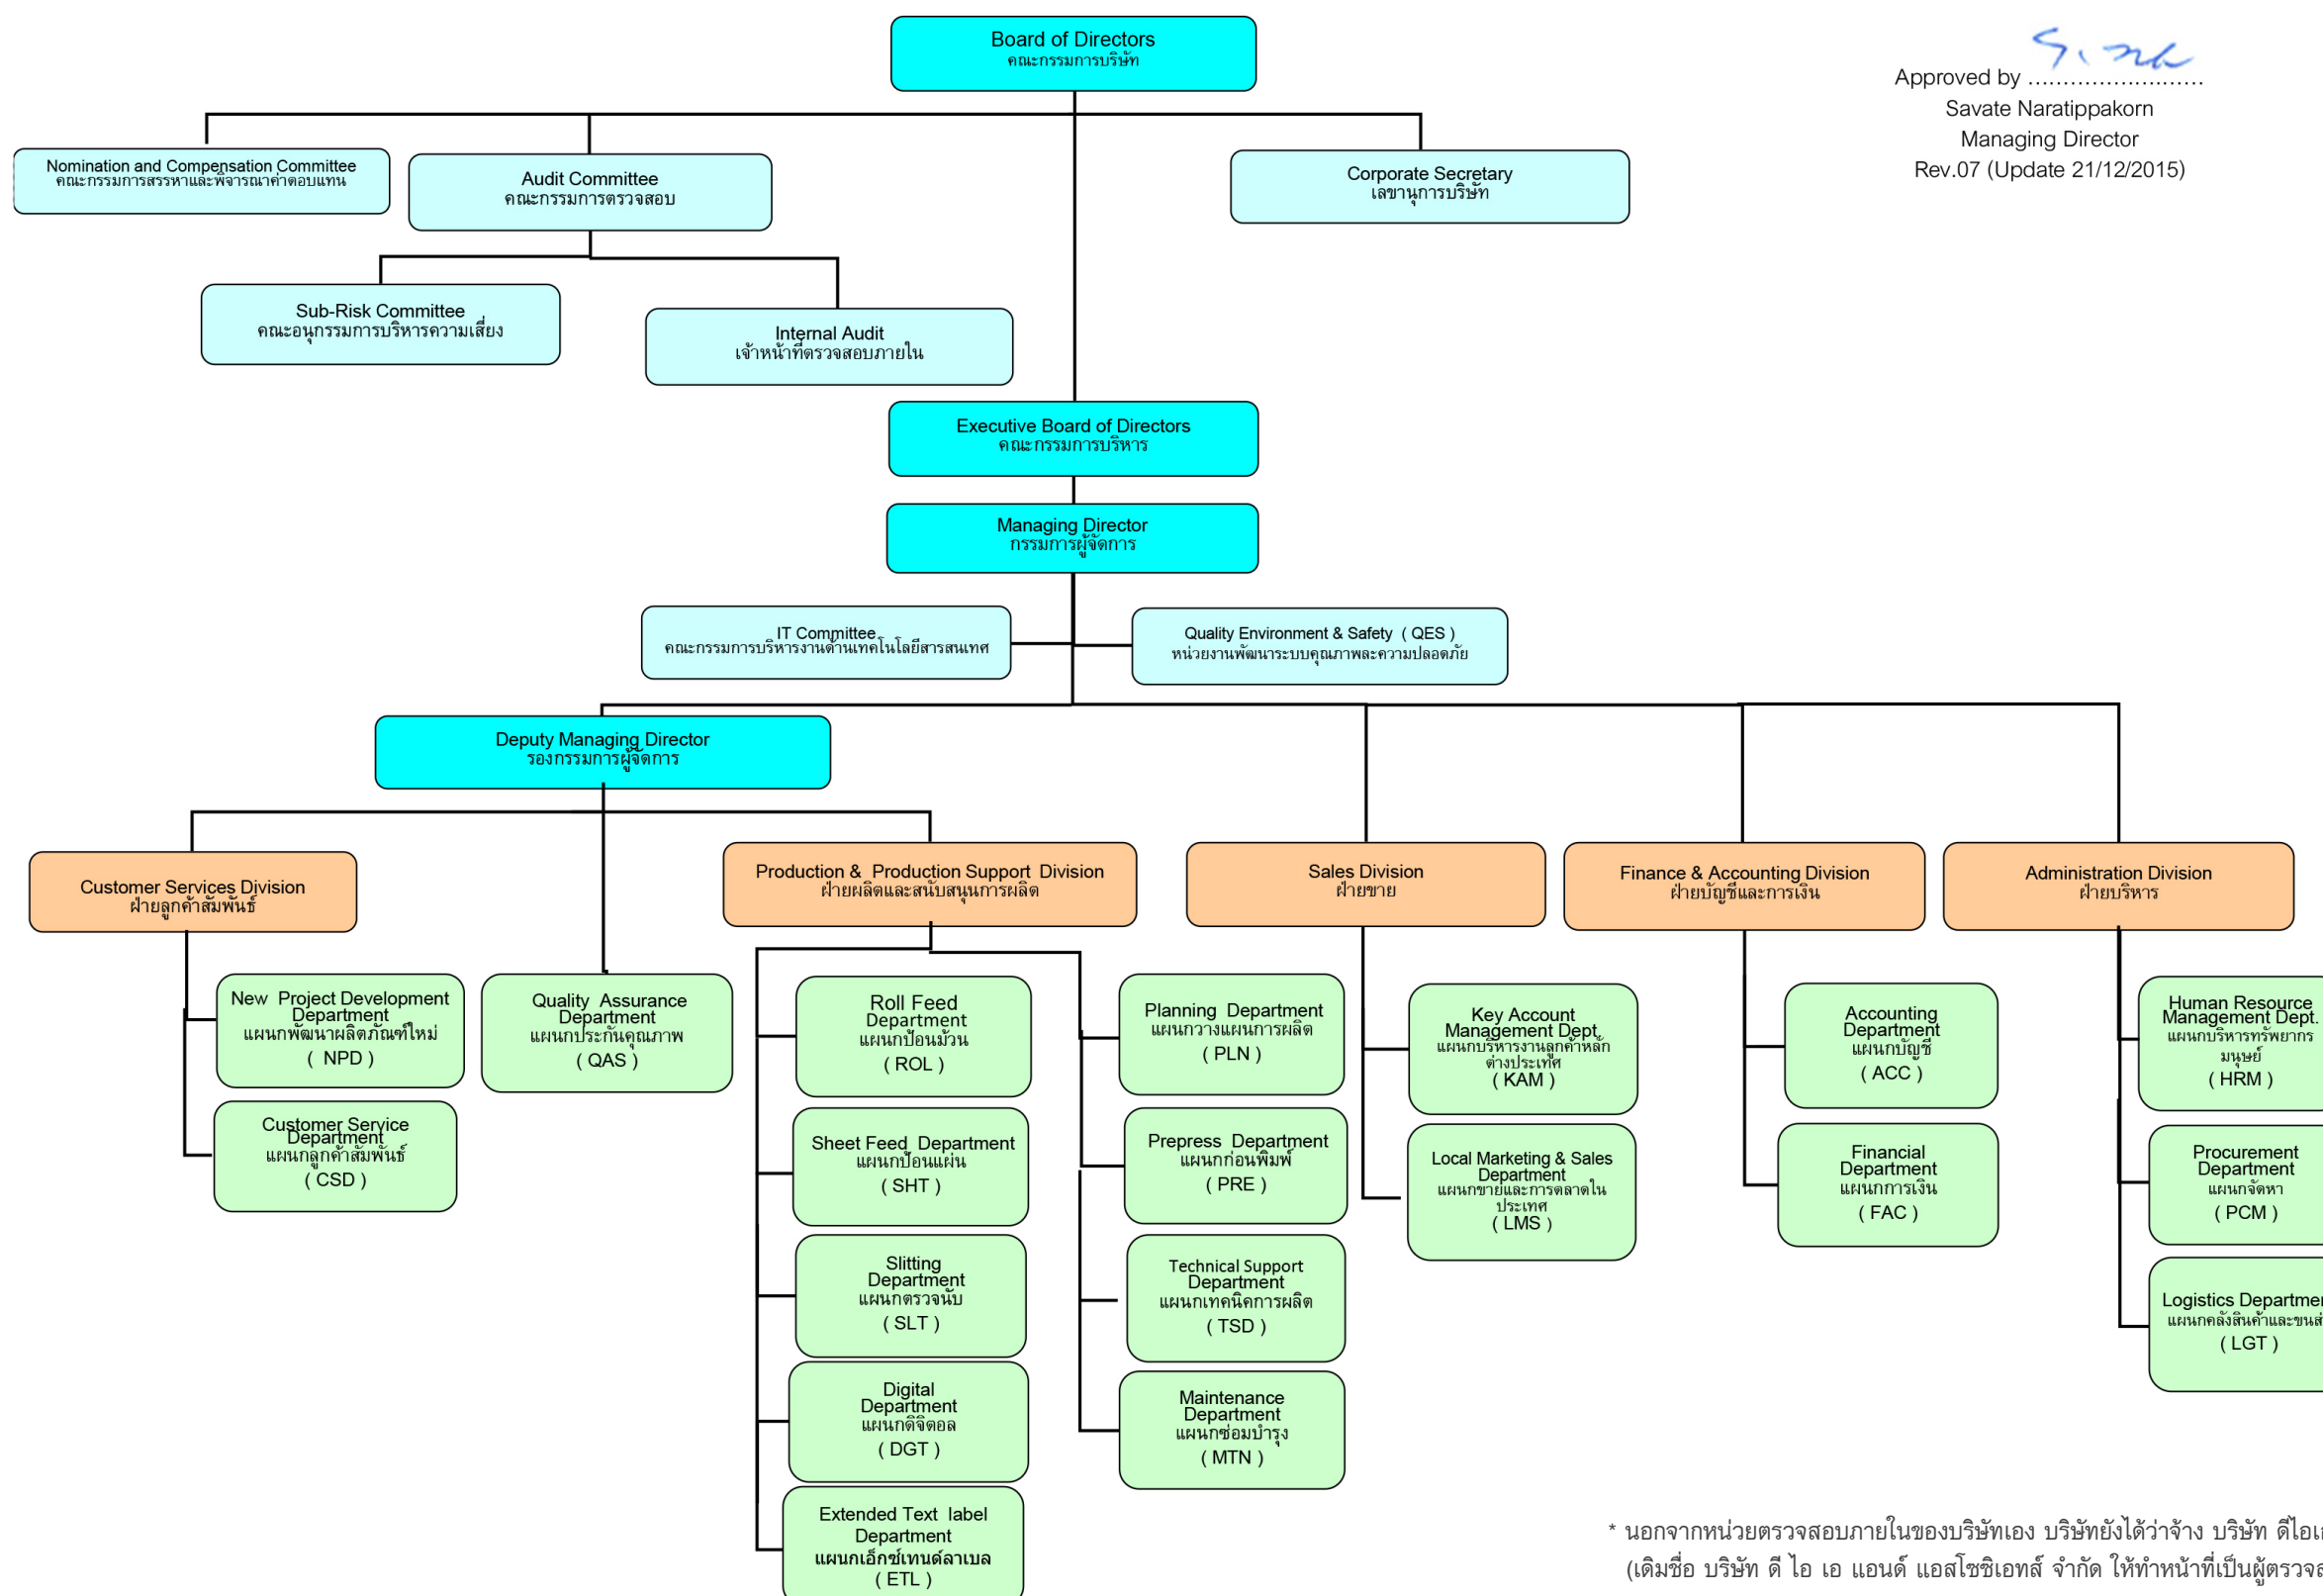 Board of Directors
คณะกรรมการบริษัท
Approved by ........................
Savate Naratippakorn
Managing Director
Rev.07 (Update 21/12/2015)
Nomination and Compensation Committee
คณะกรรมการสรรหาและพิจารณาค่าตอบแทน
Audit Committee
คณะกรรมการตรวจสอบ
Corporate Secretary
เลขานุการบริษัท
Sub-Risk Committee
คณะอนุกรรมการบริหารความเสี่ยง
Internal Audit
เจ้าหน้าที่ตรวจสอบภายใน
Executive Board of Directors
คณะกรรมการบริหาร
Managing Director
กรรมการผู้จัดการ
IT Committee
คณะกรรมการบริหารงานด้านเทคโนโลยีสารสนเทศ
Quality Environment & Safety ( QES )
หน่วยงานพัฒนาระบบคุณภาพละความปลอดภัย
Deputy Managing Director
รองกรรมการผู้จัดการ
Customer Services Division
ฝ่ายลูกค้าสัมพันธ์
Production & Production Support Division
ฝ่ายผลิตและสนับสนุนการผลิต
Sales Division
ฝ่ายขาย
Finance & Accounting Division
ฝ่ายบัญชีและการเงิน
Administration Division
ฝ่ายบริหาร
New Project Development
Department
แผนกพัฒนาผลิตภัณฑ์ใหม่
( NPD )
Customer Service
Department
แผนกลูกค้าสัมพันธ์
( CSD )
Quality Assurance
Department
แผนกประกันคุณภาพ
( QAS )
Roll Feed
Department
แผนกป้อนม้วน
( ROL )
Sheet Feed Department
แผนกป้อนแผ่น
( SHT )
Slitting
Department
แผนกตรวจนับ
( SLT )
Digital
Department
แผนกดิจิตอล
( DGT )
Extended Text label
Department
แผนกเอ็กซ์เทนด์ลาเบล
( ETL )
Planning Department
แผนกวางแผนการผลิต
( PLN )
Prepress Department
แผนกก่อนพิมพ์
( PRE )
Technical Support
Department
แผนกเทคนิคการผลิต
( TSD )
Maintenance
Department
แผนกซ่อมบำรุง
( MTN )
Key Account
Management Dept.
แผนกบริหารงานลูกค้าหลัก
ต่างประเทศ
( KAM )
Local Marketing & Sales
Department
แผนกขายและการตลาดใน
ประเทศ
( LMS )
Accounting
Department
แผนกบัญชี
( ACC )
Financial
Department
แผนกการเงิน
( FAC )
Human Resource
Management Dept.
แผนกบริหารทรัพยากร
มนุษย์
( HRM )
Procurement
Department
แผนกจัดหา
( PCM )
Logistics
แผนกคลังสินค้าและ
( LGT )
* นอกจากหน่วยตรวจสอบภายในของบริษัทเอง บริษัทยังได้ว่าจ้าง บริษัท
(เดิมชื่อ บริษัท ดี ไอ เอ แอนด์ แอสโซซิเอทส์ จำกัด ให้ทำหน้าที่เป็น